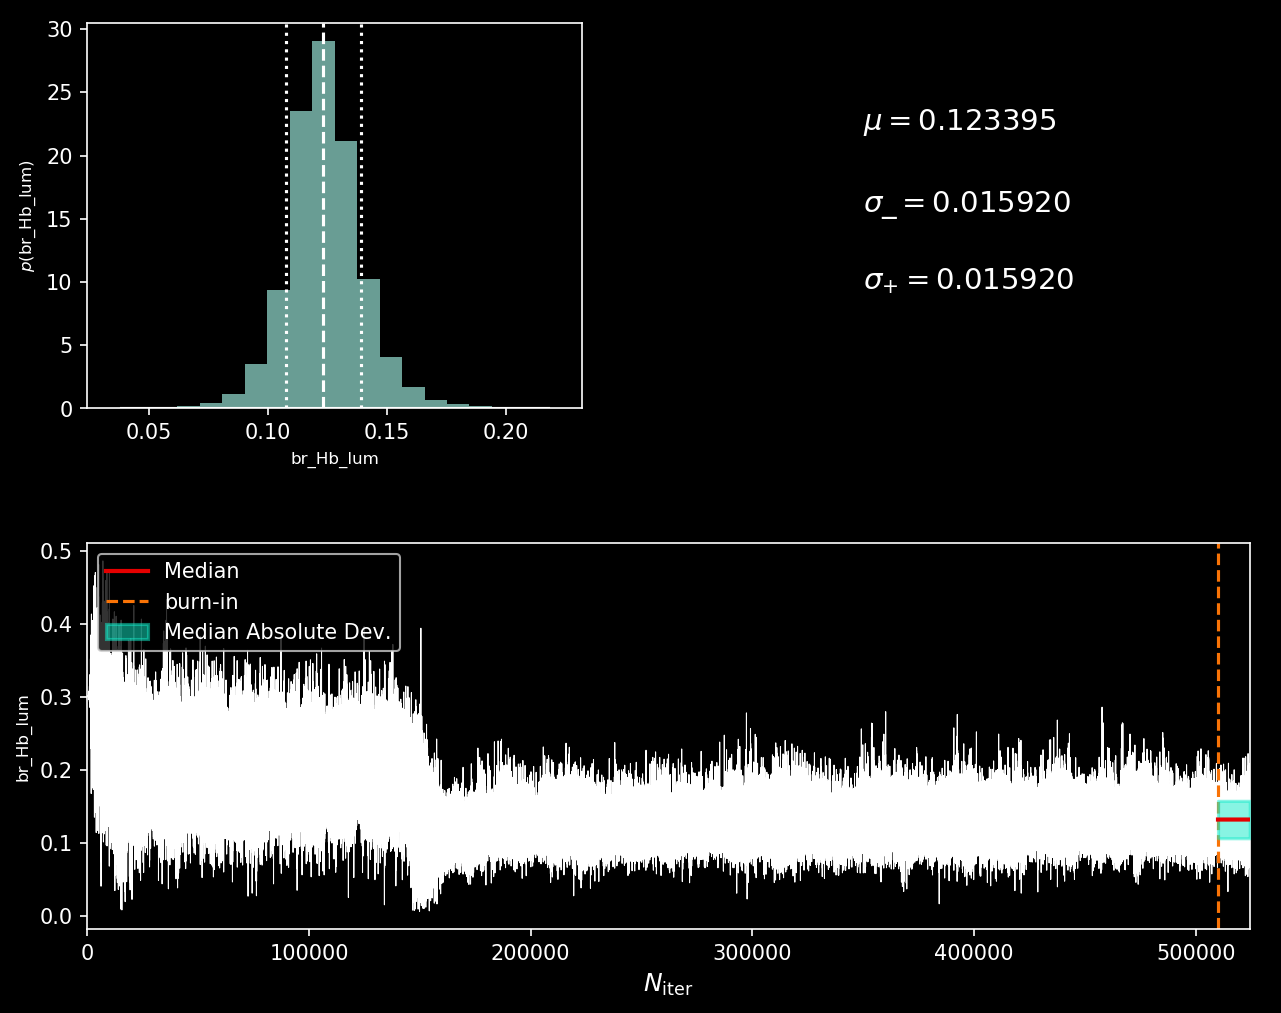 30
25
20
15
10
5
0
p(br_Hb_lum)
0.05 0.10 0.15 0.20
br_Hb_lum
μ = 0.123395
σ₋ = 0.015920
σ₊ = 0.015920
0.5
0.4
0.3
0.2
0.1
0.0
br_Hb_lum
Median
burn-in
Median Absolute Dev.
0 100000 200000 300000 400000 500000
N_iter